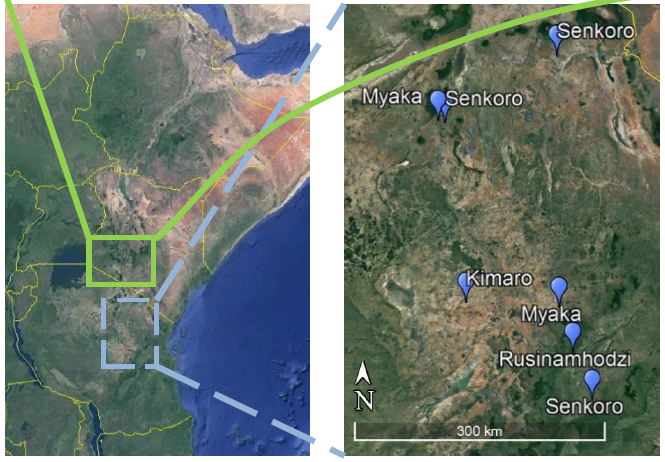 Senkoro
Myaka
Senkoro
Kimaro
Myaka
Rusinamhodzi
Senkoro
N
300 km